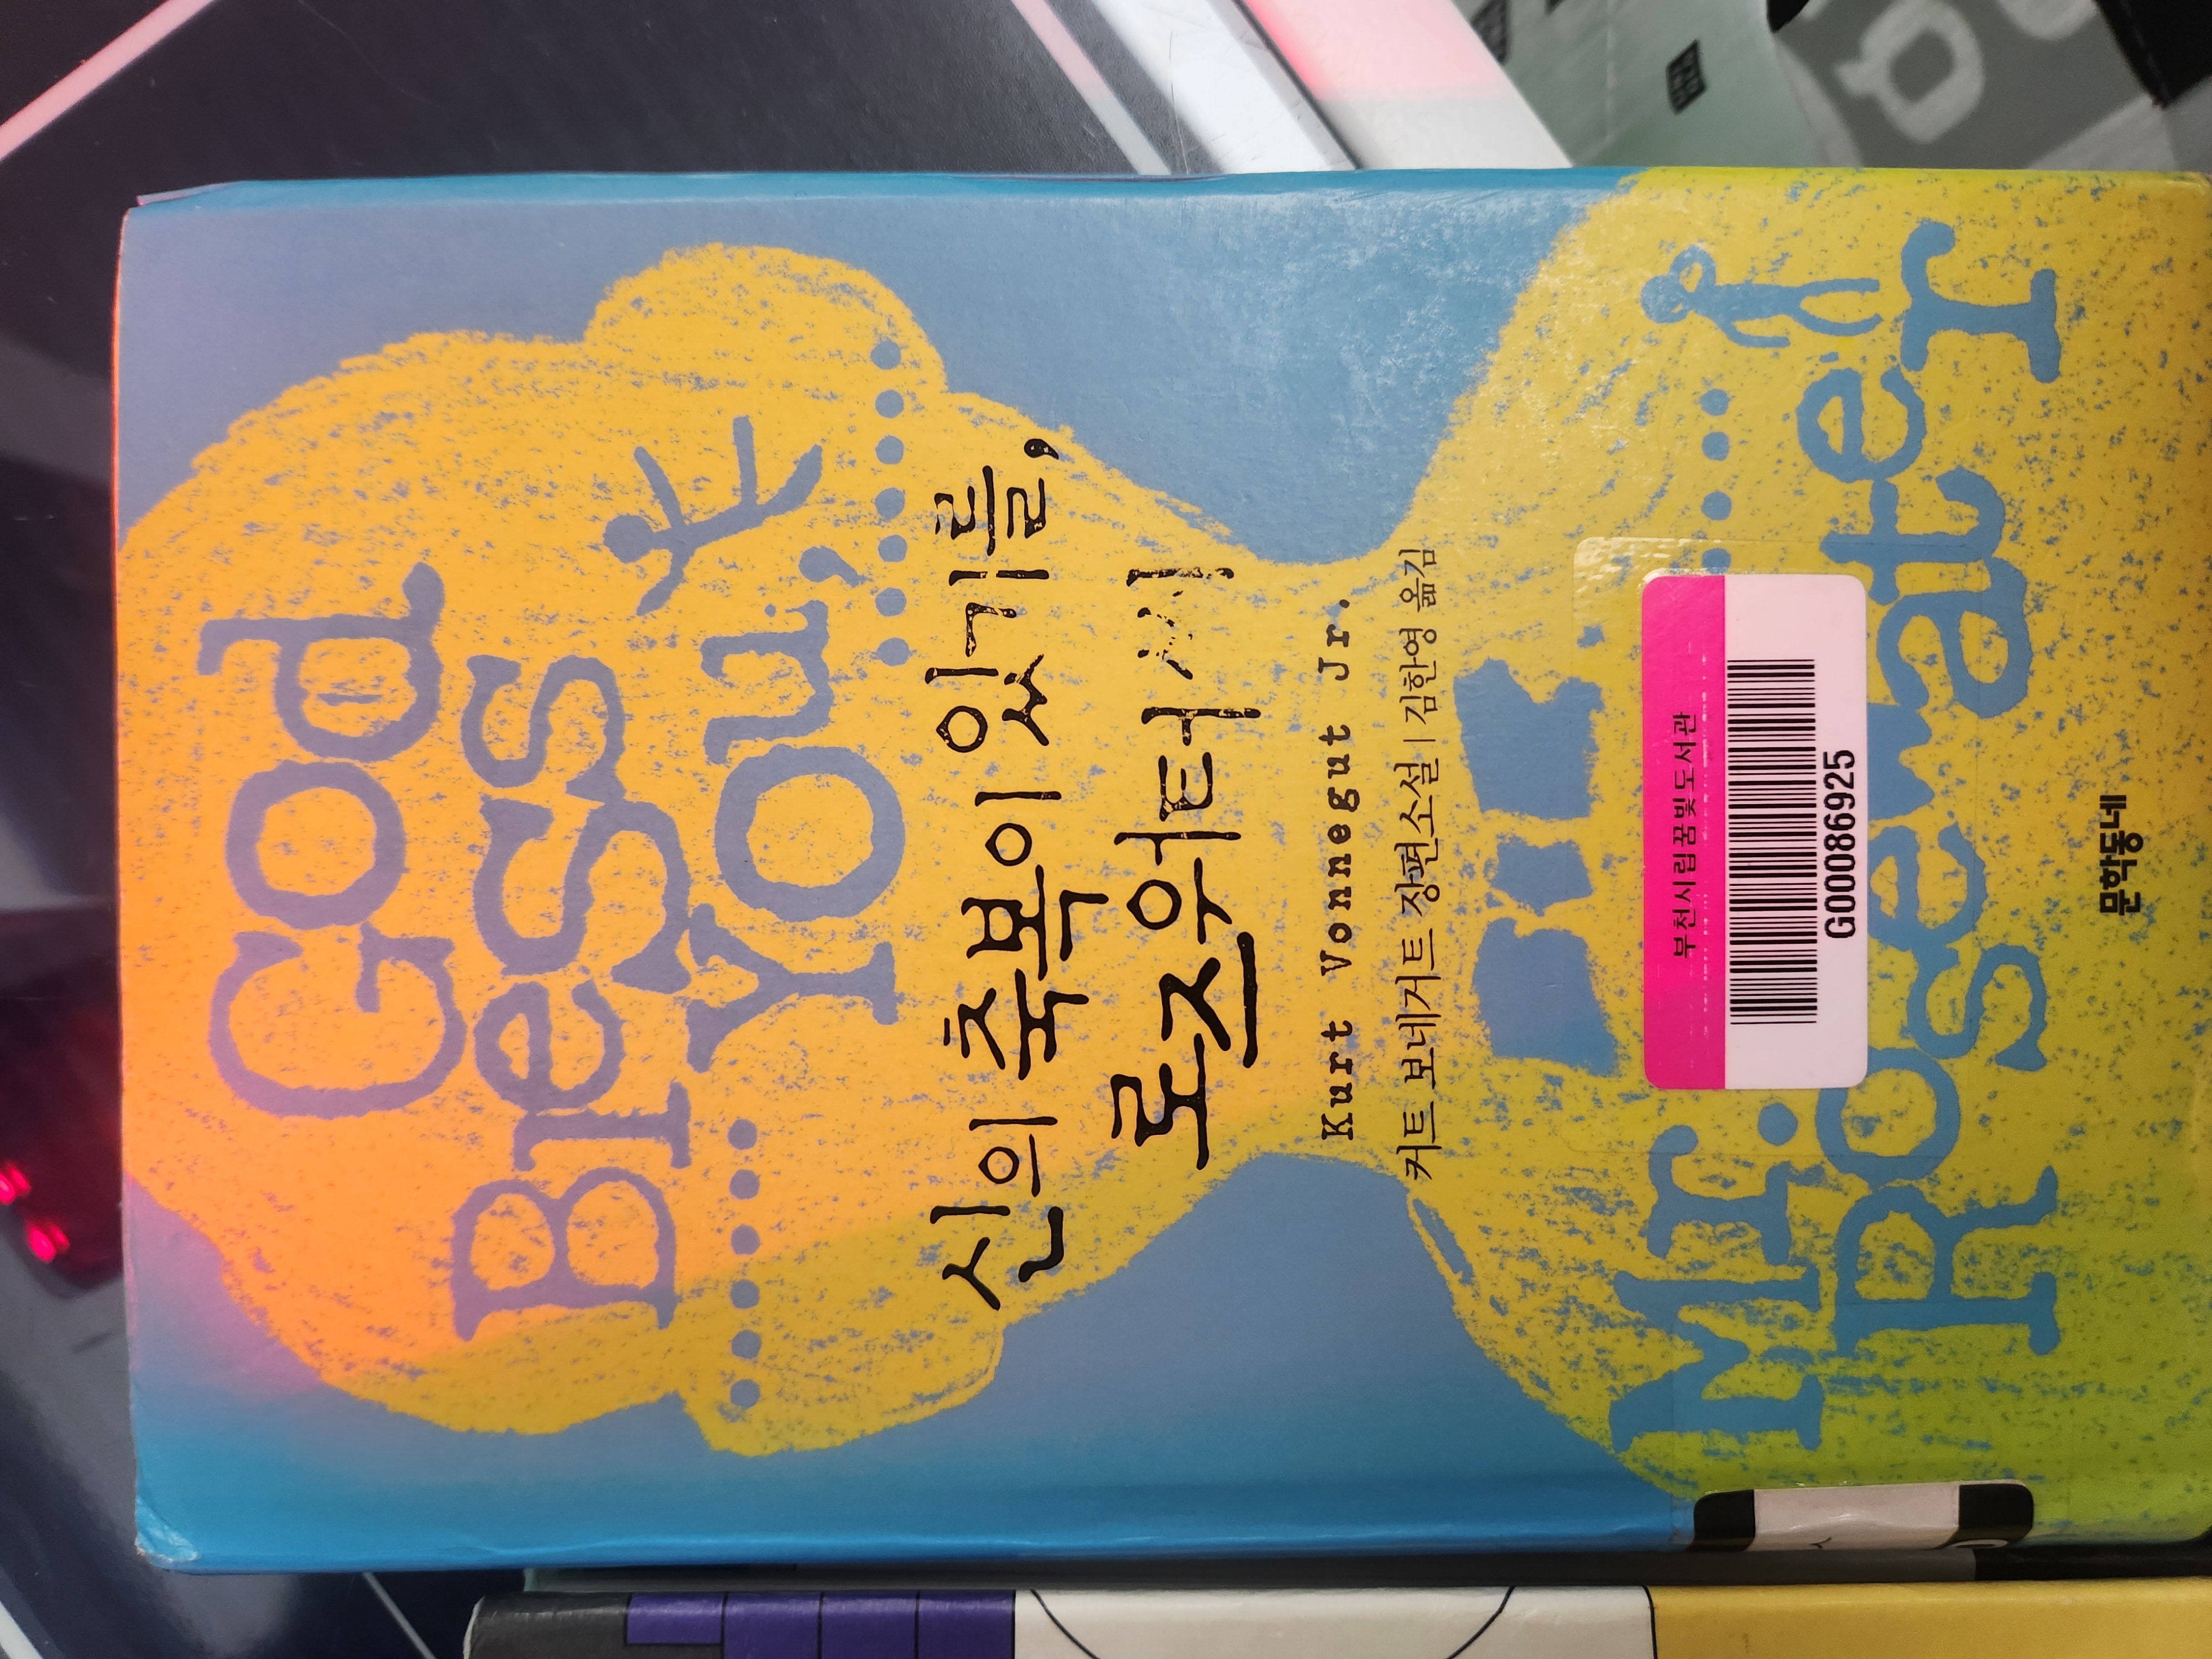 God
Bless
You,
신의 축복이 있기를,
로즈워터 씨
Kurt Vonnegut Jr.
커트 보네거트 장편소설 | 김한영 옮김
부천시립꿈빛도서관
G00086925
Mr.
Rosewater
문학동네